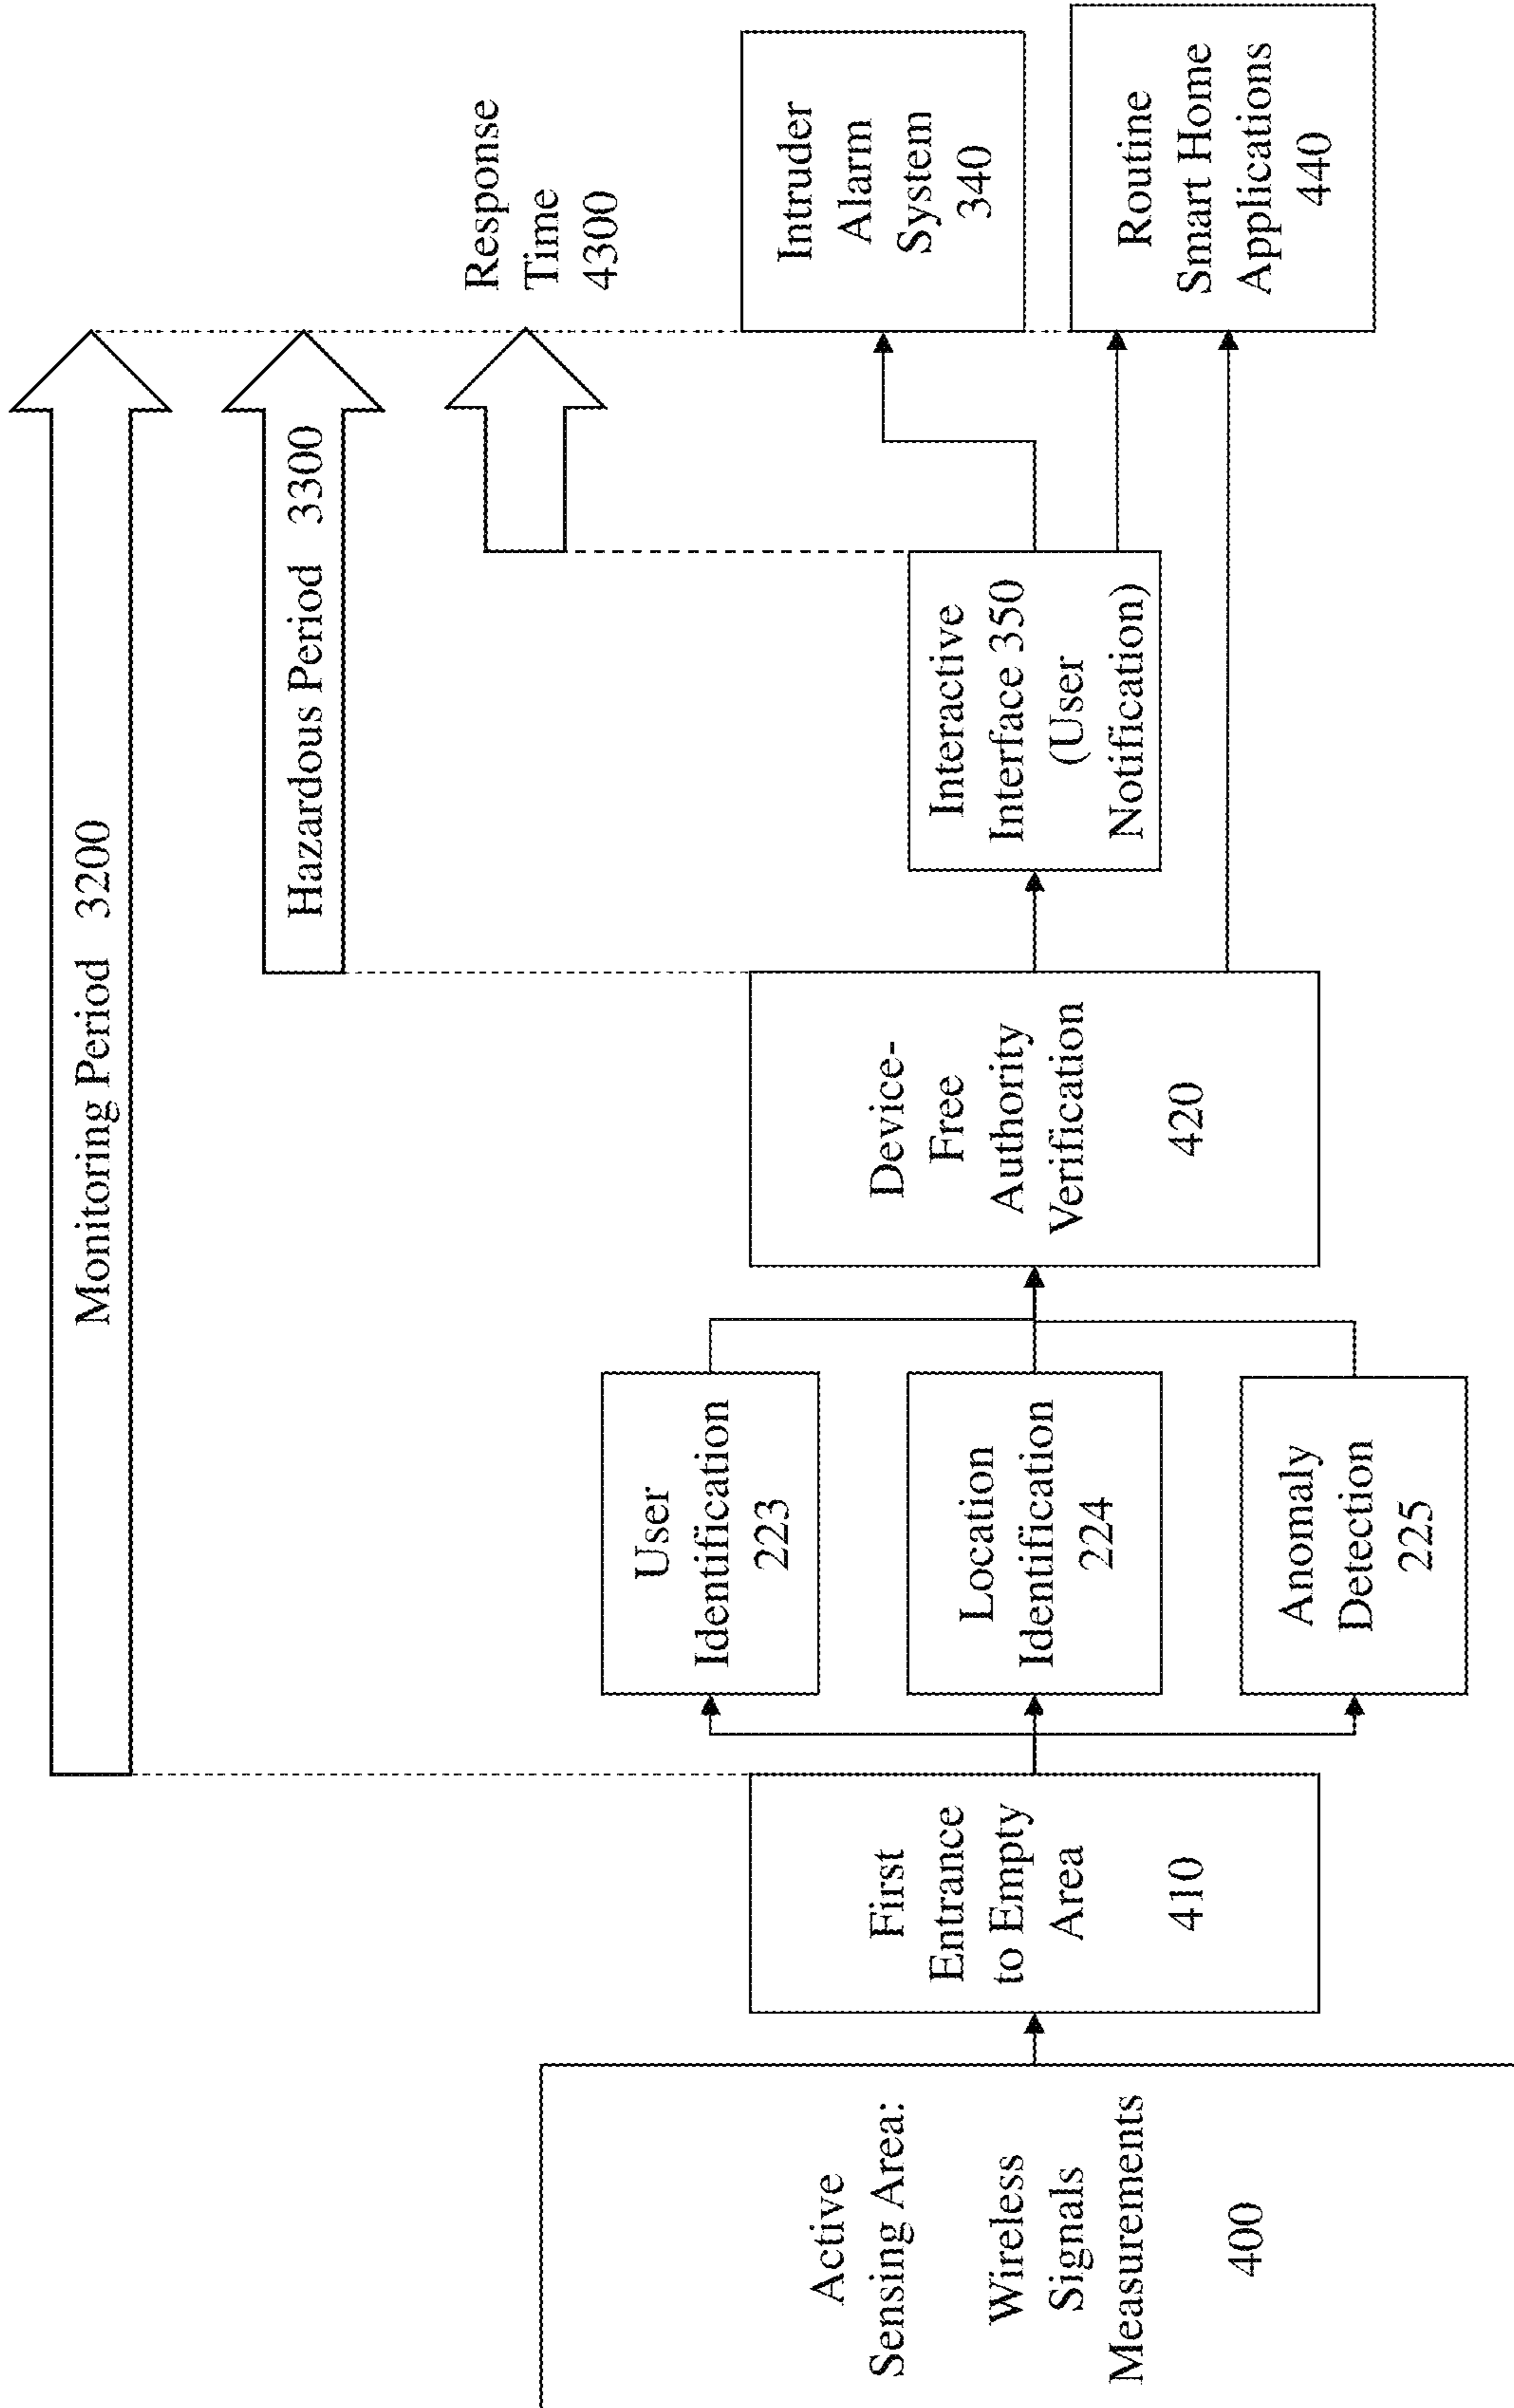 Monitoring Period 3200
Hazardous Period 3300
Response
Time
4300
Active
Sensing Area:
Wireless
Signals
Measurements
400
First
Entrance
to Empty
Area
410
User
Identification
223
Location
Identification
224
Anomaly
Detection
225
Device-
Free
Authority
Verification
420
Interactive
Interface 350
(User
Notification)
Intruder
Alarm
System
340
Routine
Smart Home
Applications
440